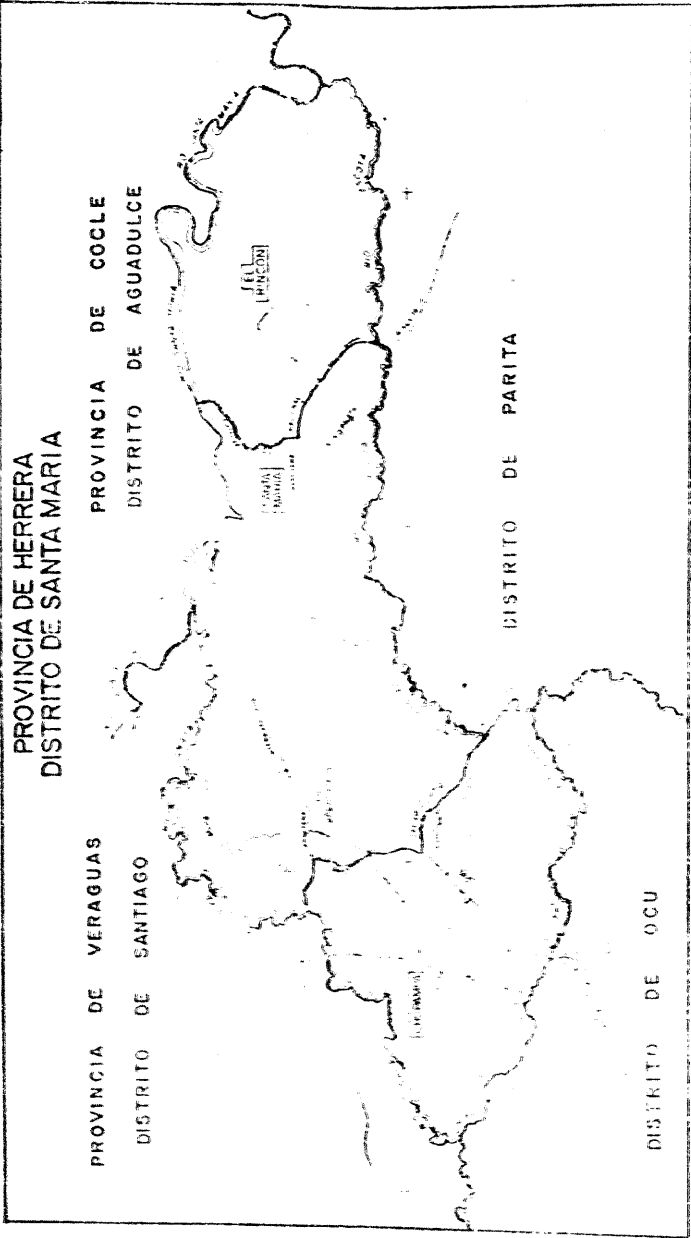 PROVINCIA DE HERRERA
DISTRITO DE SANTA MARIA
PROVINCIA DE VERAGUAS
DISTRITO DE SANTIAGO
PROVINCIA DE COCLE
DISTRITO DE AGUADULCE
EL
RINCON
SANTA
MARIA
DISTRITO DE PARITA
DISTRITO DE OCU